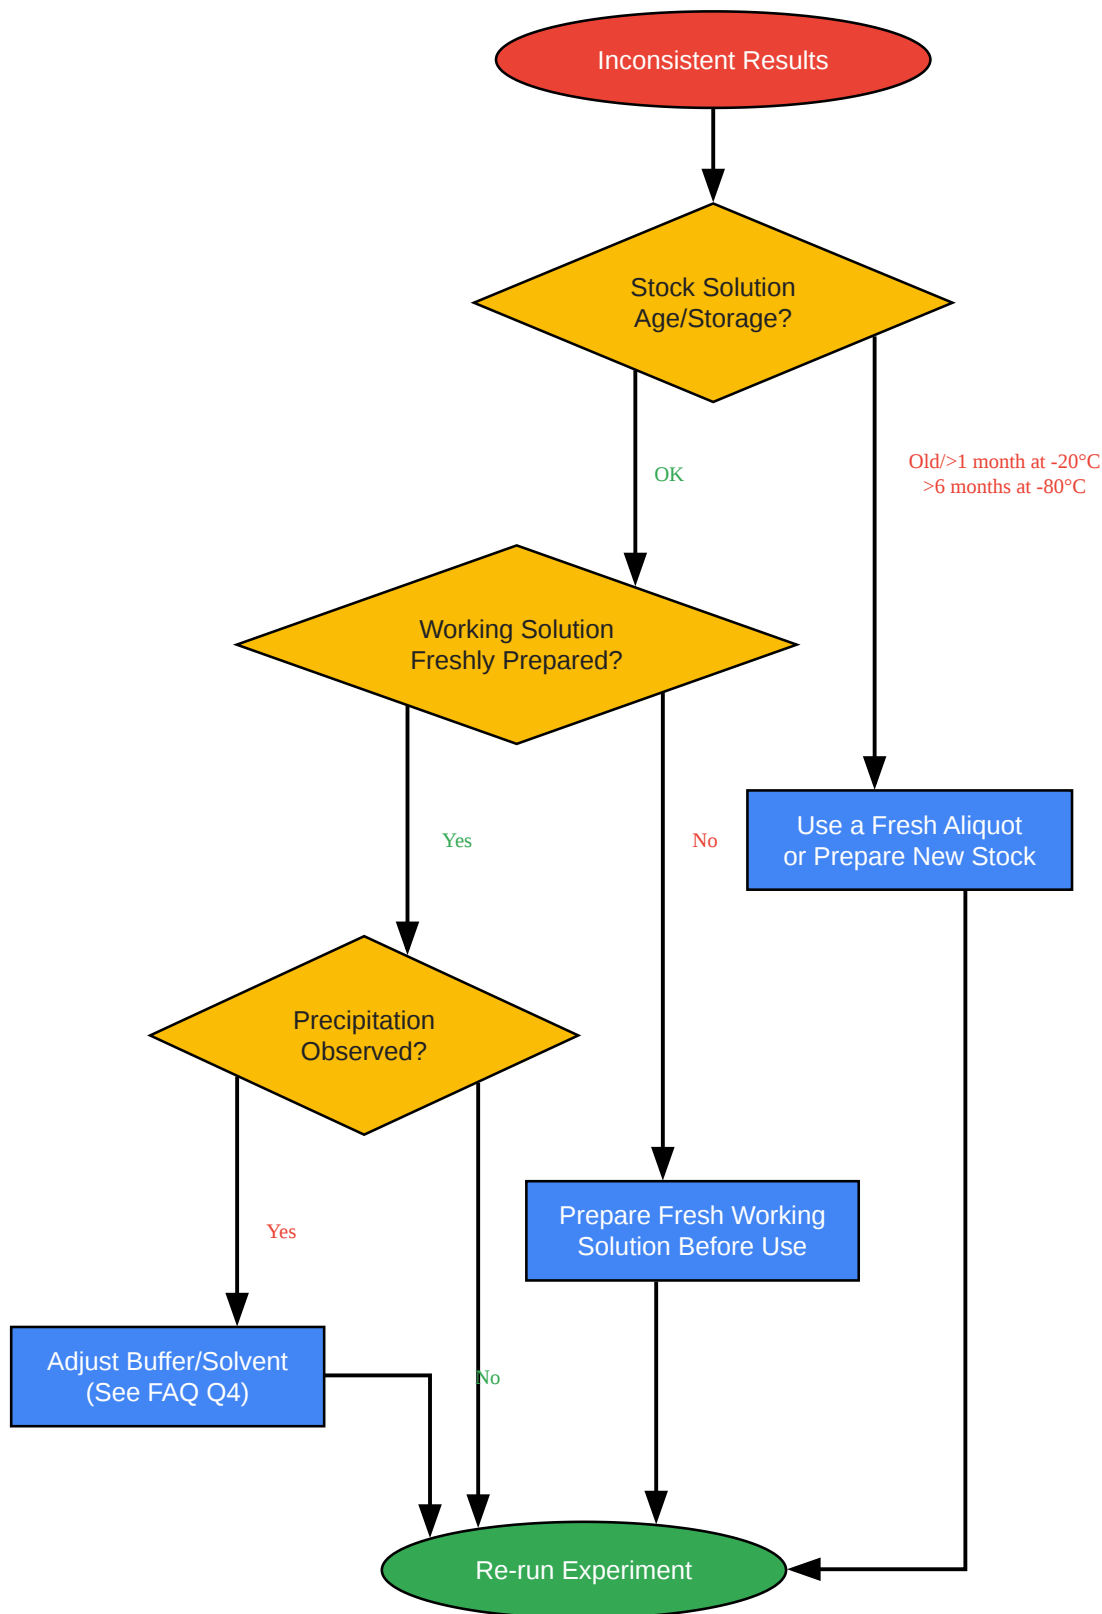 Inconsistent Results
Stock Solution
Age/Storage?
OK
Old/>1 month at -20°C
>6 months at -80°C
Working Solution
Freshly Prepared?
Yes
No
Use a Fresh Aliquot
or Prepare New Stock
Precipitation
Observed?
Yes
Prepare Fresh Working
Solution Before Use
Adjust Buffer/Solvent
(See FAQ Q4)
No
Re-run Experiment